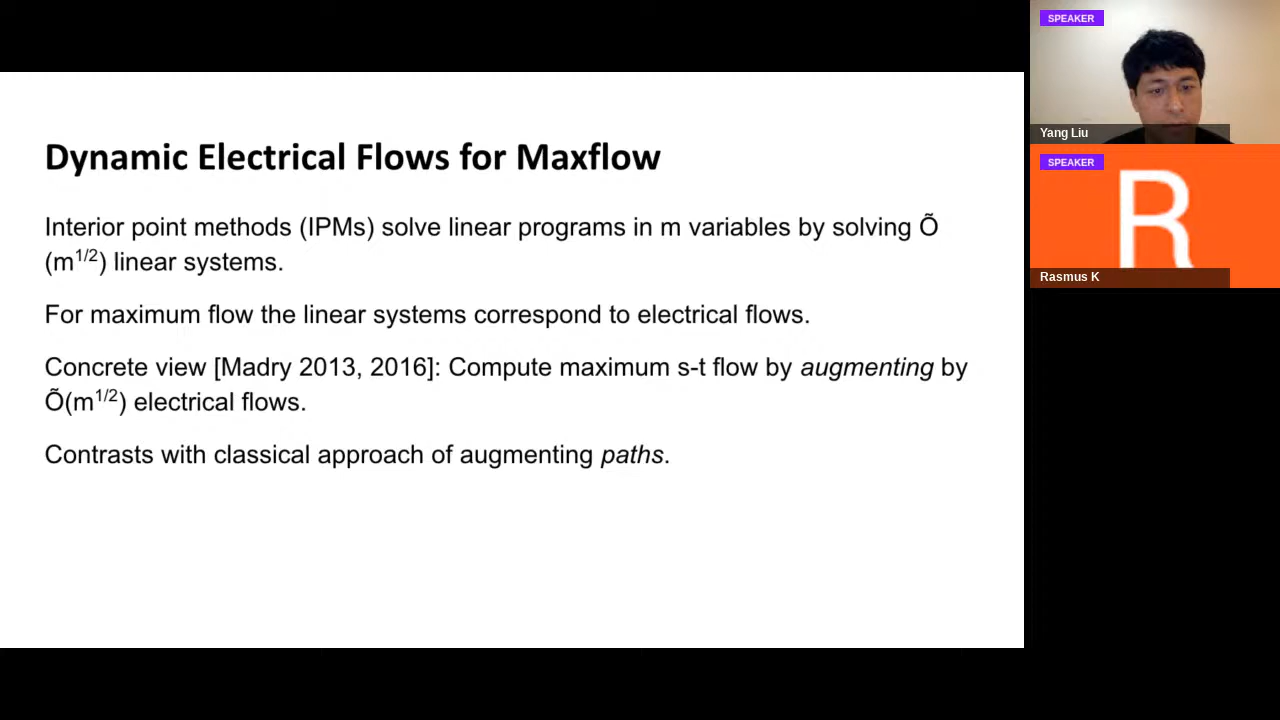 Dynamic Electrical Flows for Maxflow
Interior point methods (IPMs) solve linear programs in m variables by solving Õ
(m^1/2) linear systems.
For maximum flow the linear systems correspond to electrical flows.
Concrete view [Madry 2013, 2016]: Compute maximum s-t flow by augmenting by
Õ(m^1/2) electrical flows.
Contrasts with classical approach of augmenting paths.
SPEAKER
Yang Liu
SPEAKER
R
Rasmus K